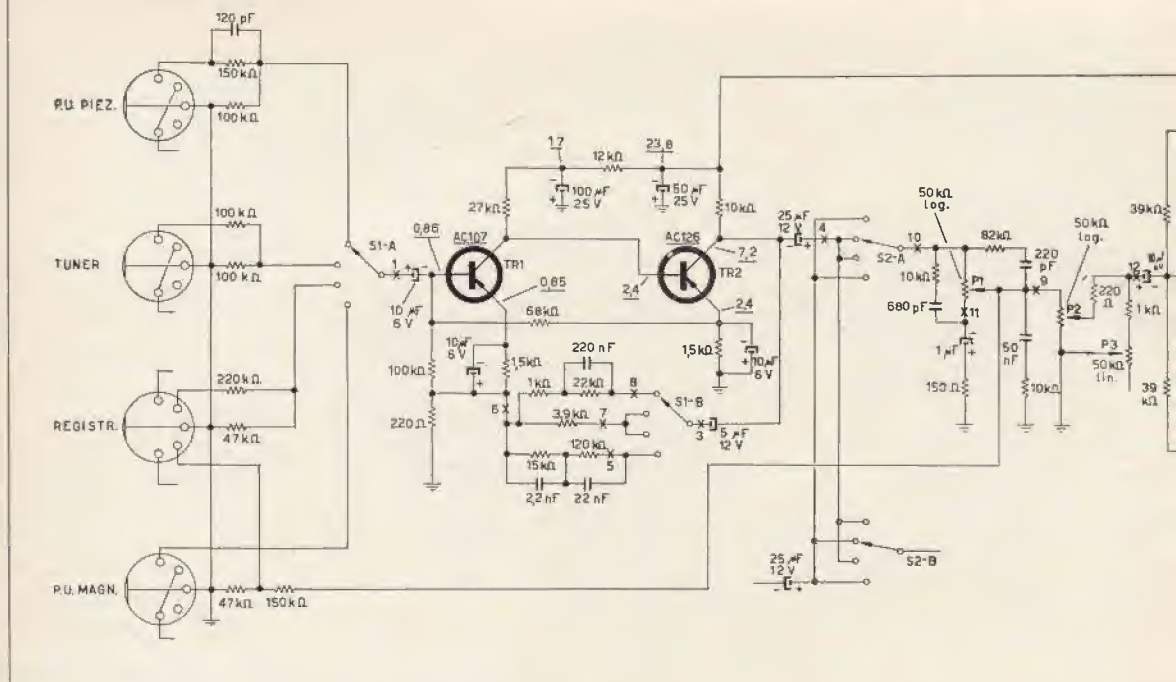 120 pF
150 kΩ
P.U. PIEZ.
100 kΩ
100 kΩ
TUNER
100 kΩ
220 kΩ
REGISTR.
47 kΩ
P.U. MAGN.
47 kΩ
150 kΩ
S1-A
1
10 µF
6 V
0,86
27 kΩ
AC107
TR1
0,85
17
12 kΩ
23,8
100 µF
25 V
50 µF
25 V
10 kΩ
AC126
7,2
TR2
2,4
2,4
68 kΩ
10 µF
6 V
100 kΩ
1,5 kΩ
220 nF
1,5 kΩ
10 µF
6 V
220 Ω
6
1 kΩ
22 kΩ
8
3,9 kΩ
7
S1-B
3
5 µF
12 V
120 kΩ
15 kΩ
5
2,2 nF
22 nF
25 µF
12 V
4
S2-A
10
25 µF
12 V
S2-B
50 kΩ
log.
82 kΩ
10 kΩ
P1
220
pF
9
680 pF
11
1 µF
150 Ω
50
nF
10 kΩ
50 kΩ
log.
P2
220
Ω
12
1 kΩ
P3
50 kΩ
lin.
39 kΩ
39
kΩ